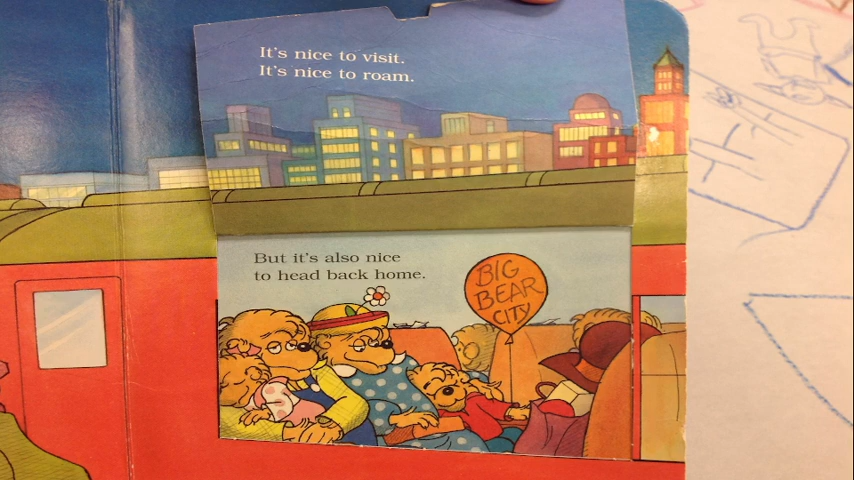 It's nice to visit.
It's nice to roam.
But it's also nice
to head back home.
BIG
BEAR
CITY